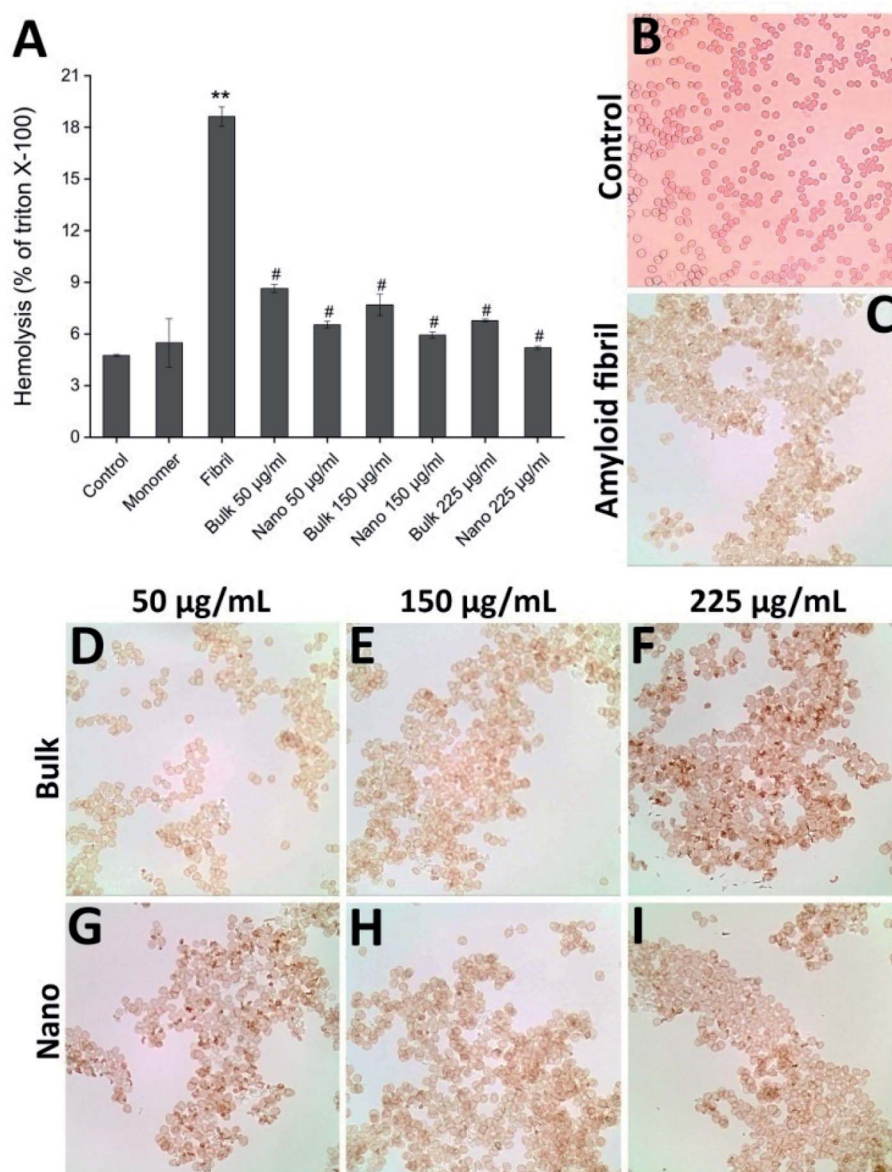 A
Hemolysis (% of triton X-100)
21
18
15
12
9
6
3
0
**
#
#
#
#
#
#
Control
Monomer
Fibril
Bulk 50 µg/ml
Nano 50 µg/ml
Bulk 150 µg/ml
Nano 150 µg/ml
Bulk 225 µg/ml
Nano 225 µg/ml
B
Control
C
Amyloid fibril
50 µg/mL
150 µg/mL
225 µg/mL
Bulk
D
E
F
Nano
G
H
I